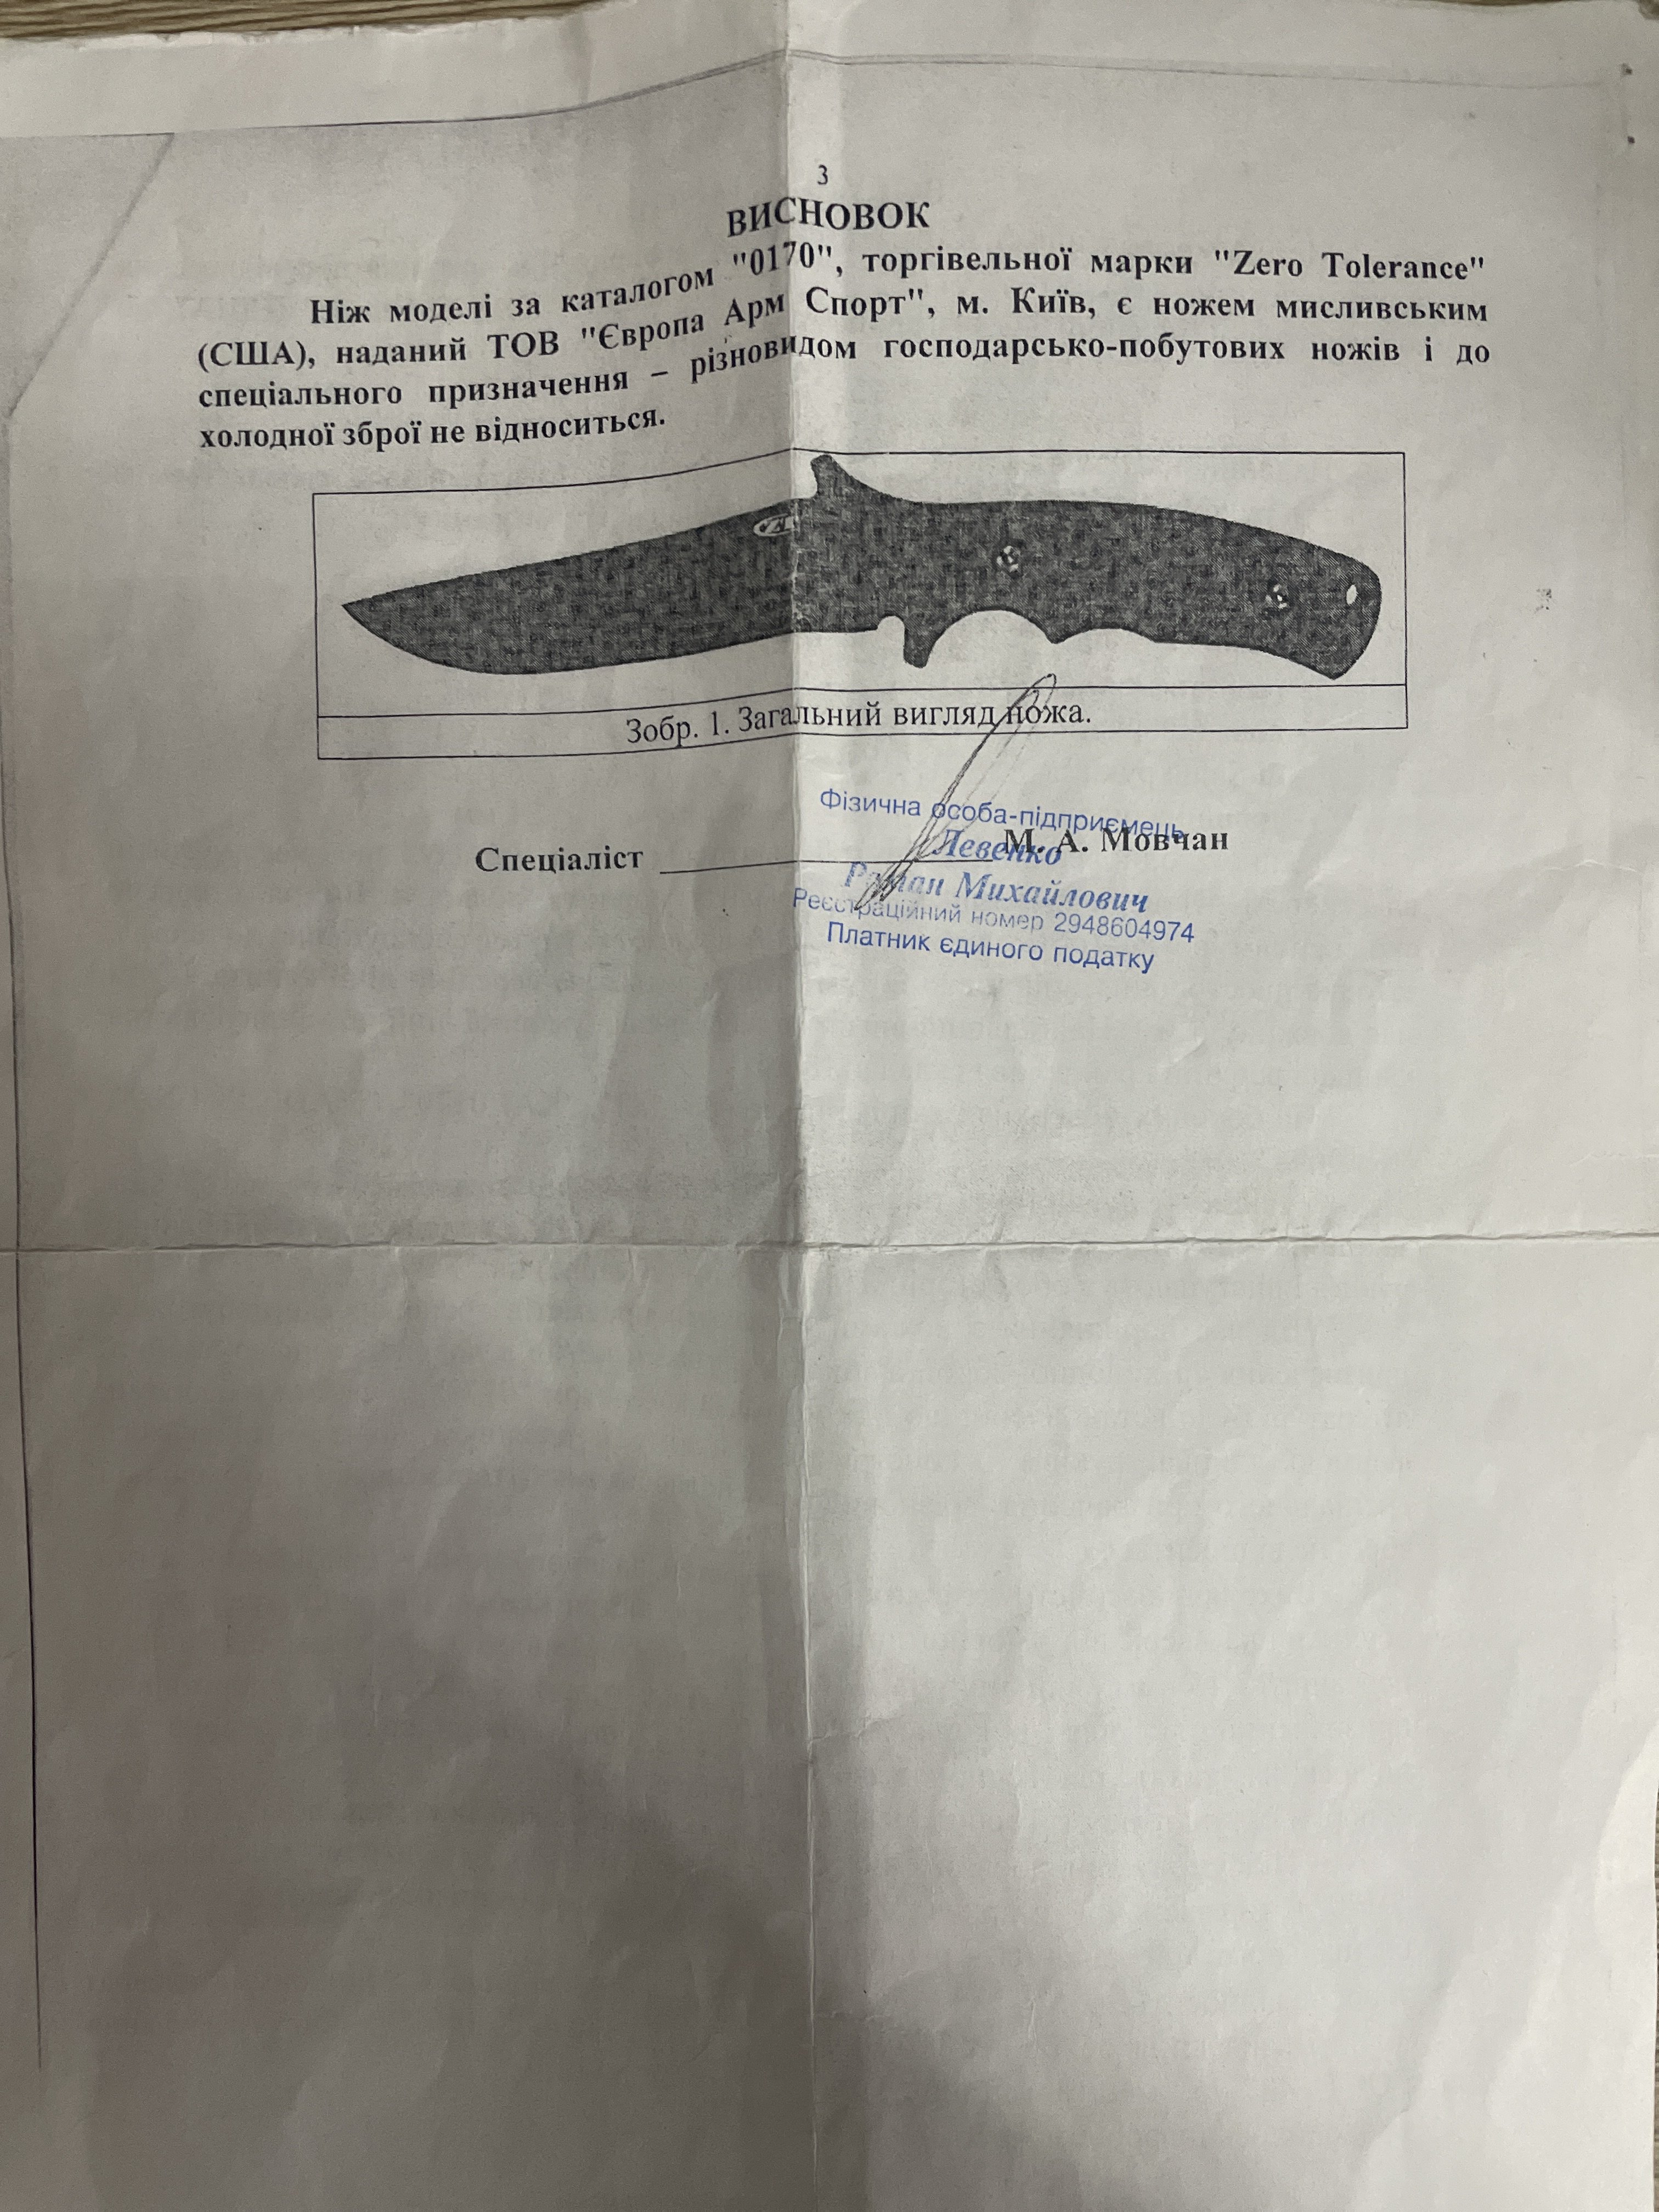 3
ВИСНОВОК
Ніж моделі за каталогом "0170", торгівельної марки "Zero Tolerance"
(США), наданий ТОВ "Європа Арм Спорт", м. Київ, є ножем мисливським
спеціального призначення – різновидом господарсько-побутових ножів і до
холодної зброї не відноситься.
Зобр. 1. Загальний вигляд ножа.
Спеціаліст М. А. Мовчан
Фізична особа-підприємець
Левенко
Михайлович
Реєстраційний номер 2948604974
Платник єдиного податку